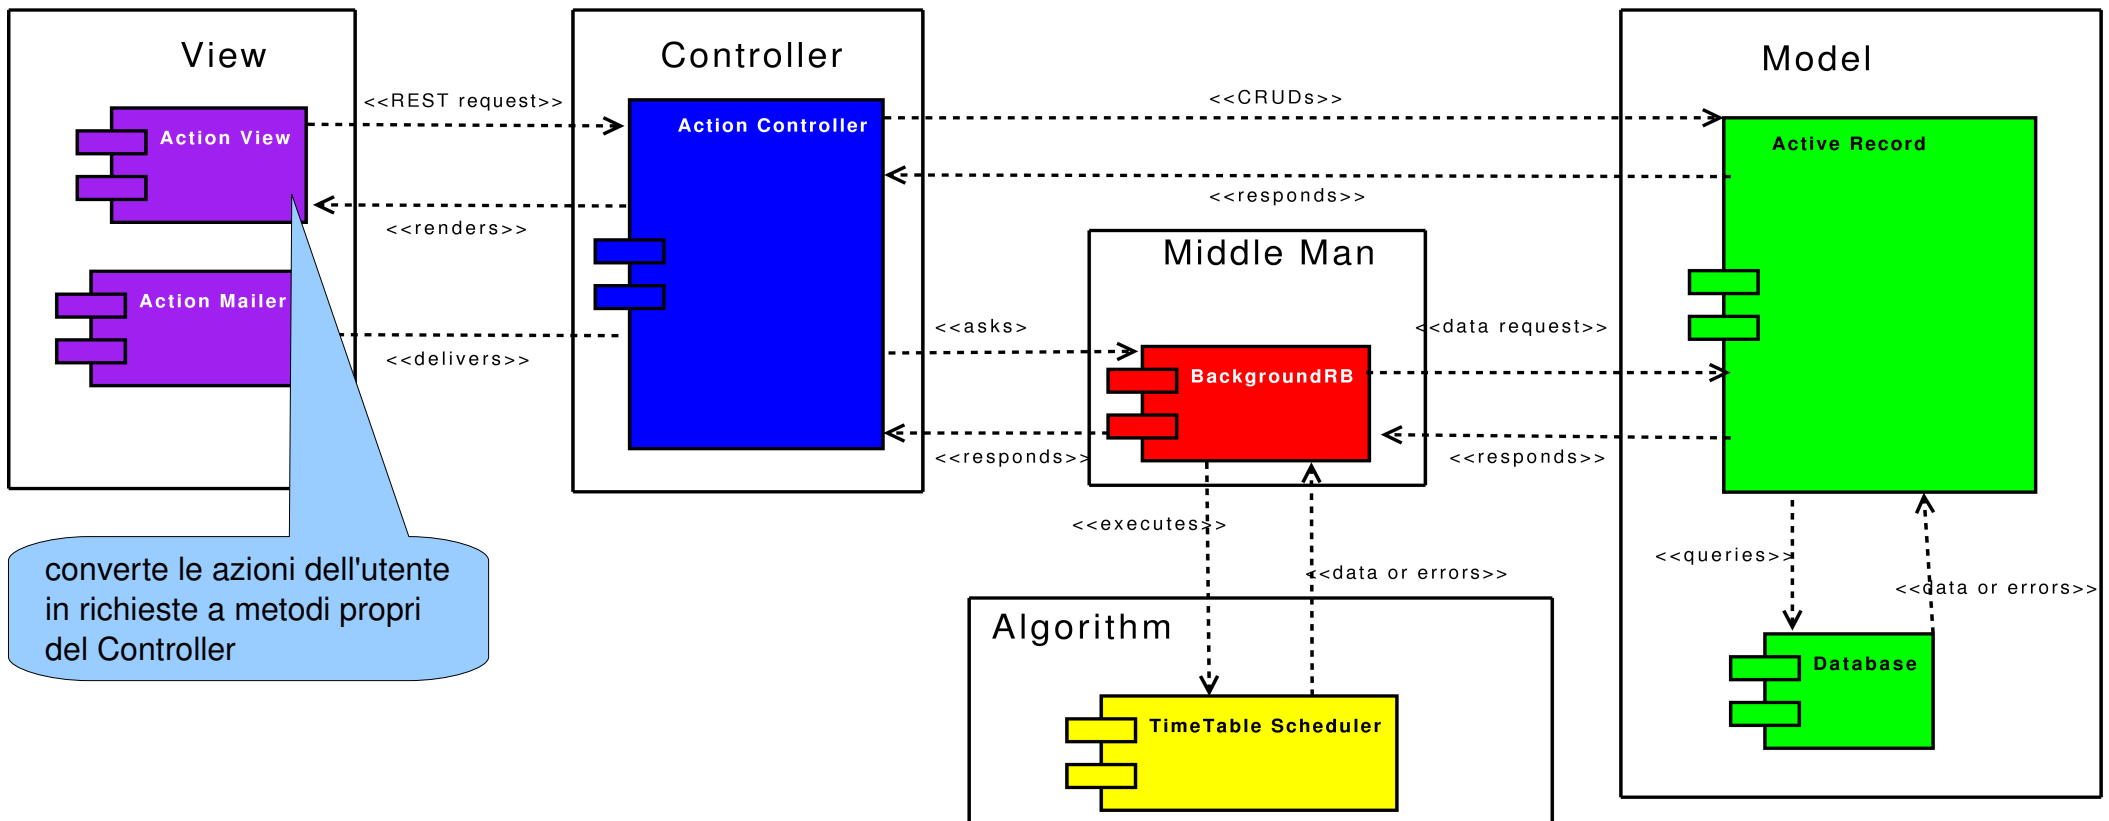 View
Controller
Model
<<REST request>>
<<CRUDs>>
Action View
Action Controller
Active Record
<<renders>>
<<responds>>
Middle Man
Action Mailer
<<delivers>>
<<asks>
<<data request>>
BackgroundRB
<<responds>>
<<responds>>
<<executes>>
<<data or errors>>
<<queries>>
<<data or errors>>
converte le azioni dell'utente
in richieste a metodi propri
del Controller
Algorithm
TimeTable Scheduler
Database